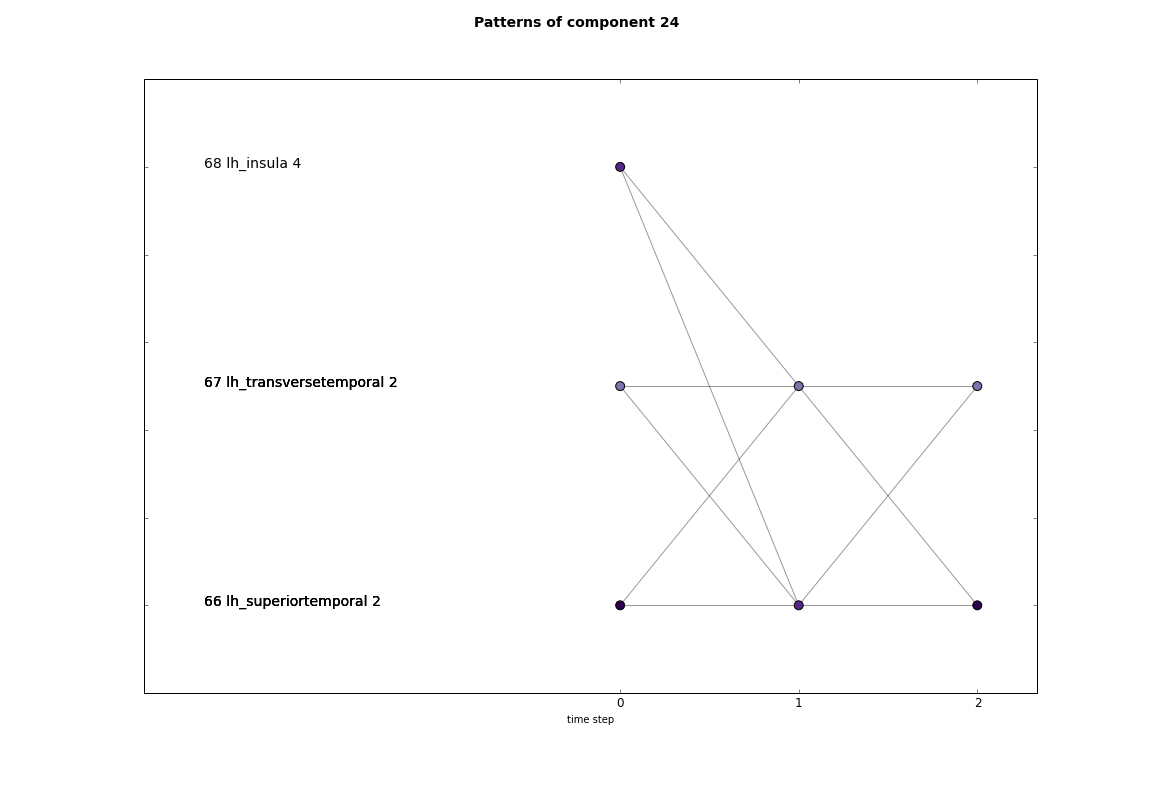 Patterns of component 24
68 lh_insula 4
67 lh_transversetemporal 2
66 lh_superiortemporal 2
0 1 2
time step